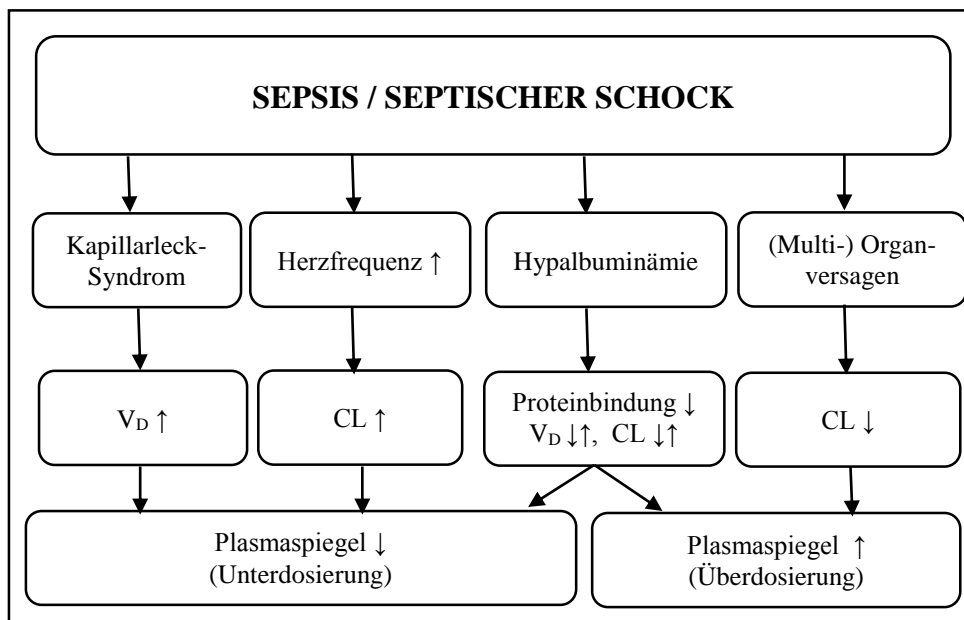 SEPSIS / SEPTISCHER SCHOCK
Kapillarleck-
Syndrom
Herzfrequenz ↑
Hypalbuminämie
(Multi-) Organ-
versagen
V_D ↑
CL ↑
Proteinbindung ↓
V_D ↓↑, CL ↓↑
CL ↓
Plasmaspiegel ↓
(Unterdosierung)
Plasmaspiegel ↑
(Überdosierung)